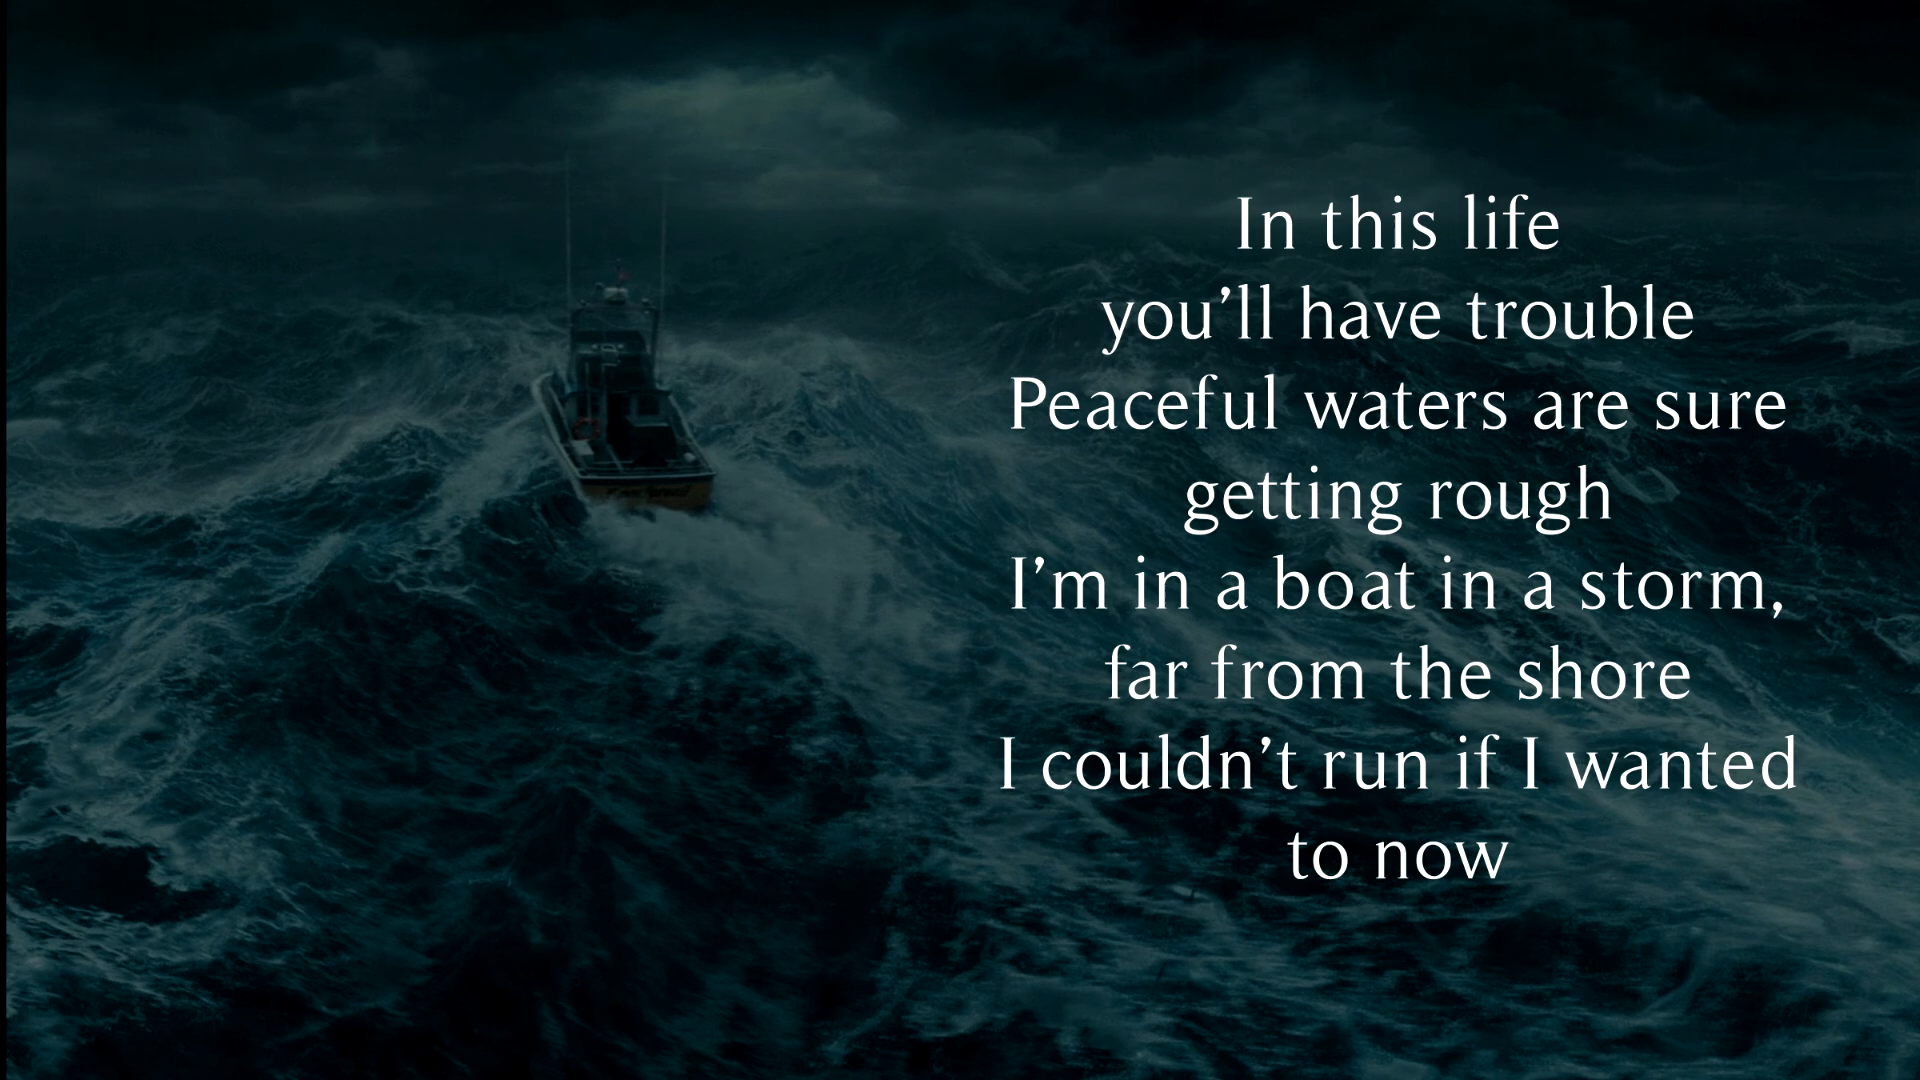 In this life
you’ll have trouble
Peaceful waters are sure
getting rough
I’m in a boat in a storm,
far from the shore
I couldn’t run if I wanted
to now